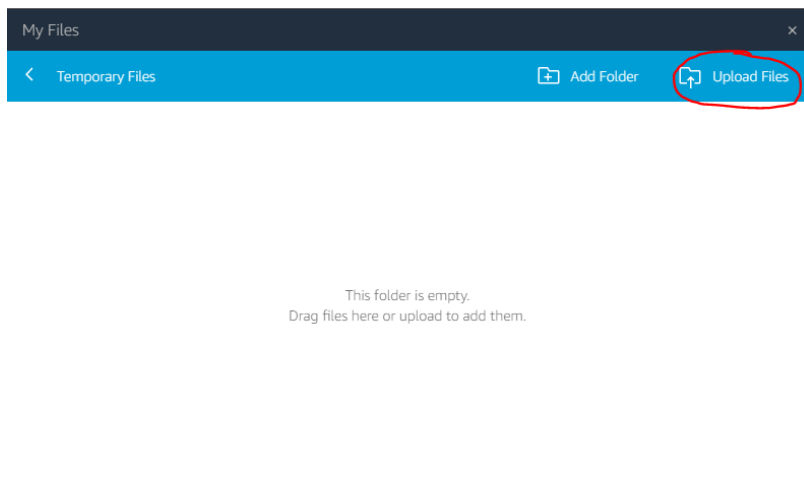 My Files
Temporary Files Add Folder Upload Files
This folder is empty.
Drag files here or upload to add them.